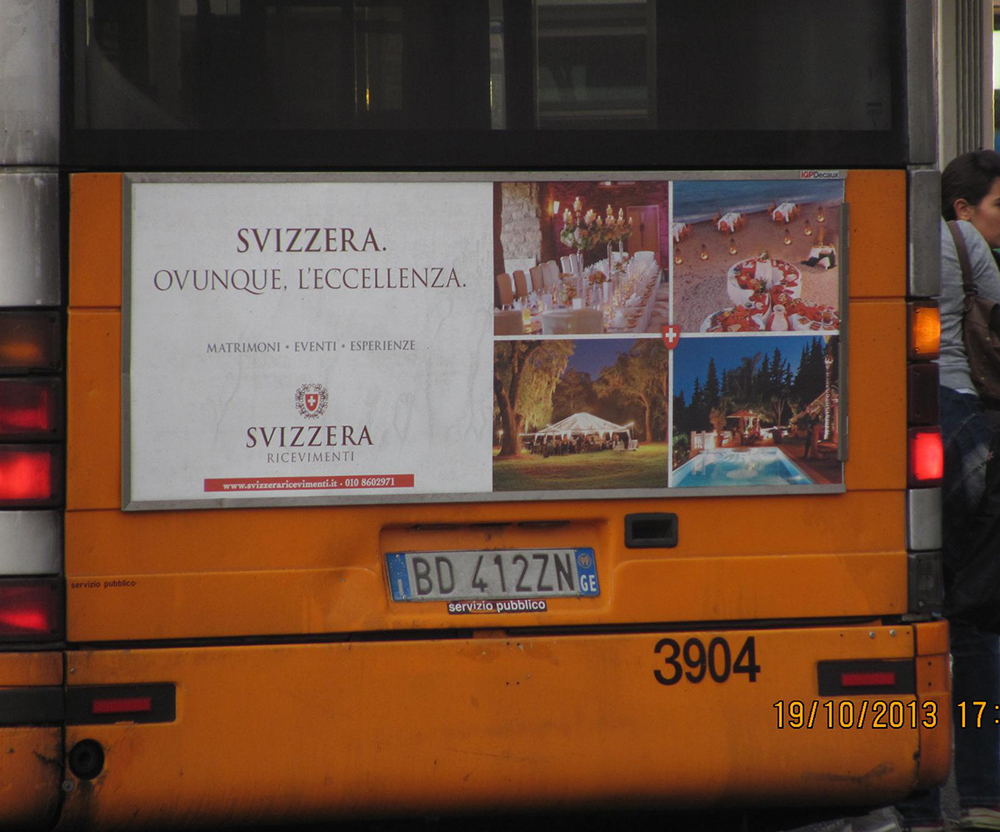 IGPDecaux
SVIZZERA.
OVUNQUE, L'ECCELLENZA.
MATRIMONI • EVENTI • ESPERIENZE
SVIZZERA
RICEVIMENTI
www.svizzeraricevimenti.it - 010 8602971
BD 412ZN
GE
servizio pubblico
servizio pubblico
3904
19/10/2013 17: